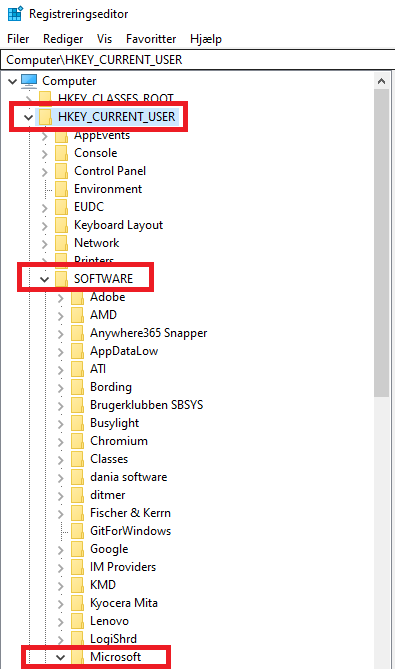 Registreringseditor
Filer Rediger Vis Favoritter Hjælp
Computer\HKEY_CURRENT_USER
Computer
HKEY_CLASSES_ROOT
HKEY_CURRENT_USER
AppEvents
Console
Control Panel
Environment
EUDC
Keyboard Layout
Network
Printers
SOFTWARE
Adobe
AMD
Anywhere365 Snapper
AppDataLow
ATI
Bording
Brugerklubben SBSYS
Busylight
Chromium
Classes
dania software
ditmer
Fischer & Kerrn
GitForWindows
Google
IM Providers
KMD
Kyocera Mita
Lenovo
LogiShrd
Microsoft